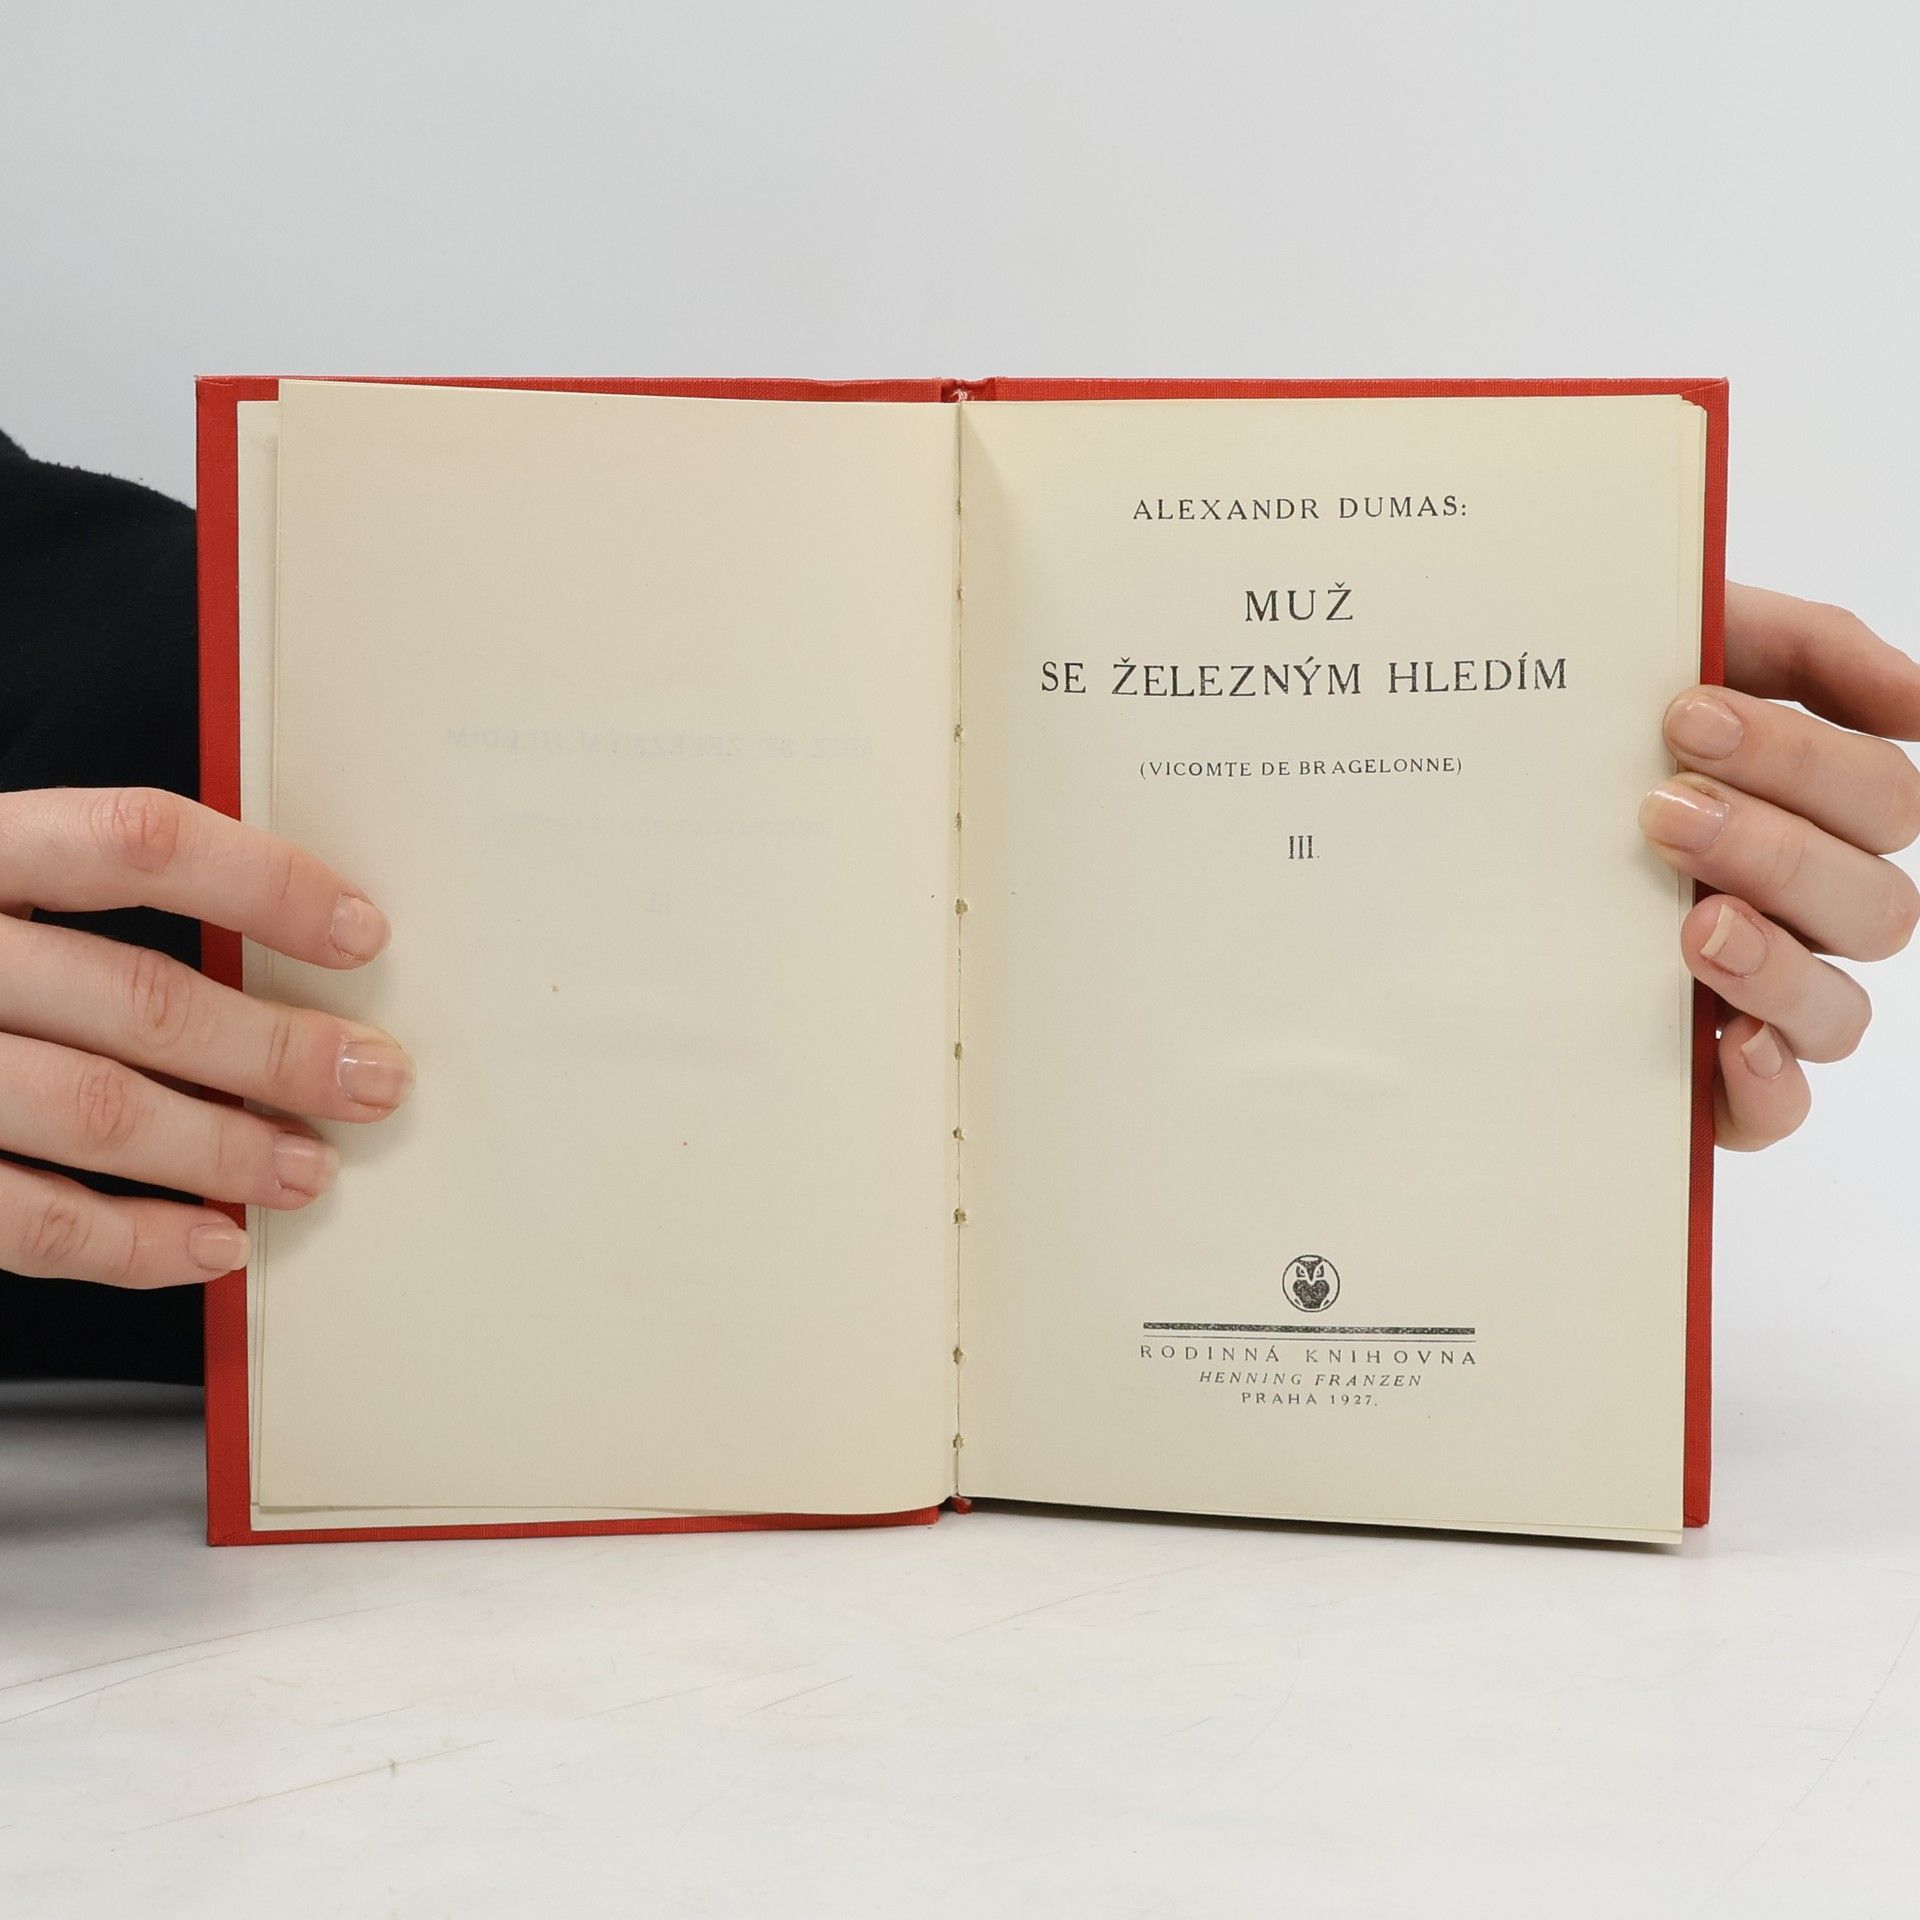 ALEXANDR DUMAS:
MUŽ
SE ŽELEZNÝM HLEDÍM
(VICOMTE DE BRAGELONNE)
III.
RODINNÁ KNIHOVNA
HENNING FRANZEN
PRAHA 1927.